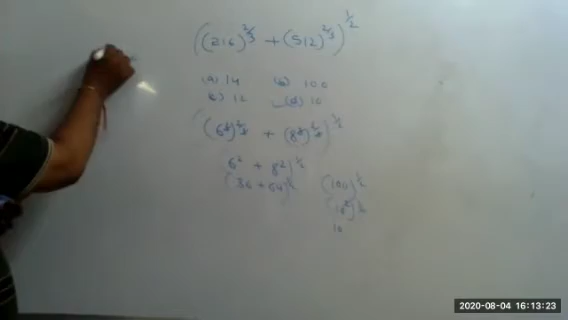 ((216)^2/3 + (512)^2/3)^1/2
(a) 14 (b) 100
(c) 12 (d) 10
((6^3)^2/3 + (8^3)^2/3)^1/2
6^2 + 8^2)^1/2
(36 + 64)^1/2 (100)^1/2
(10^2)^1/2
10
2020-08-04 16:13:23